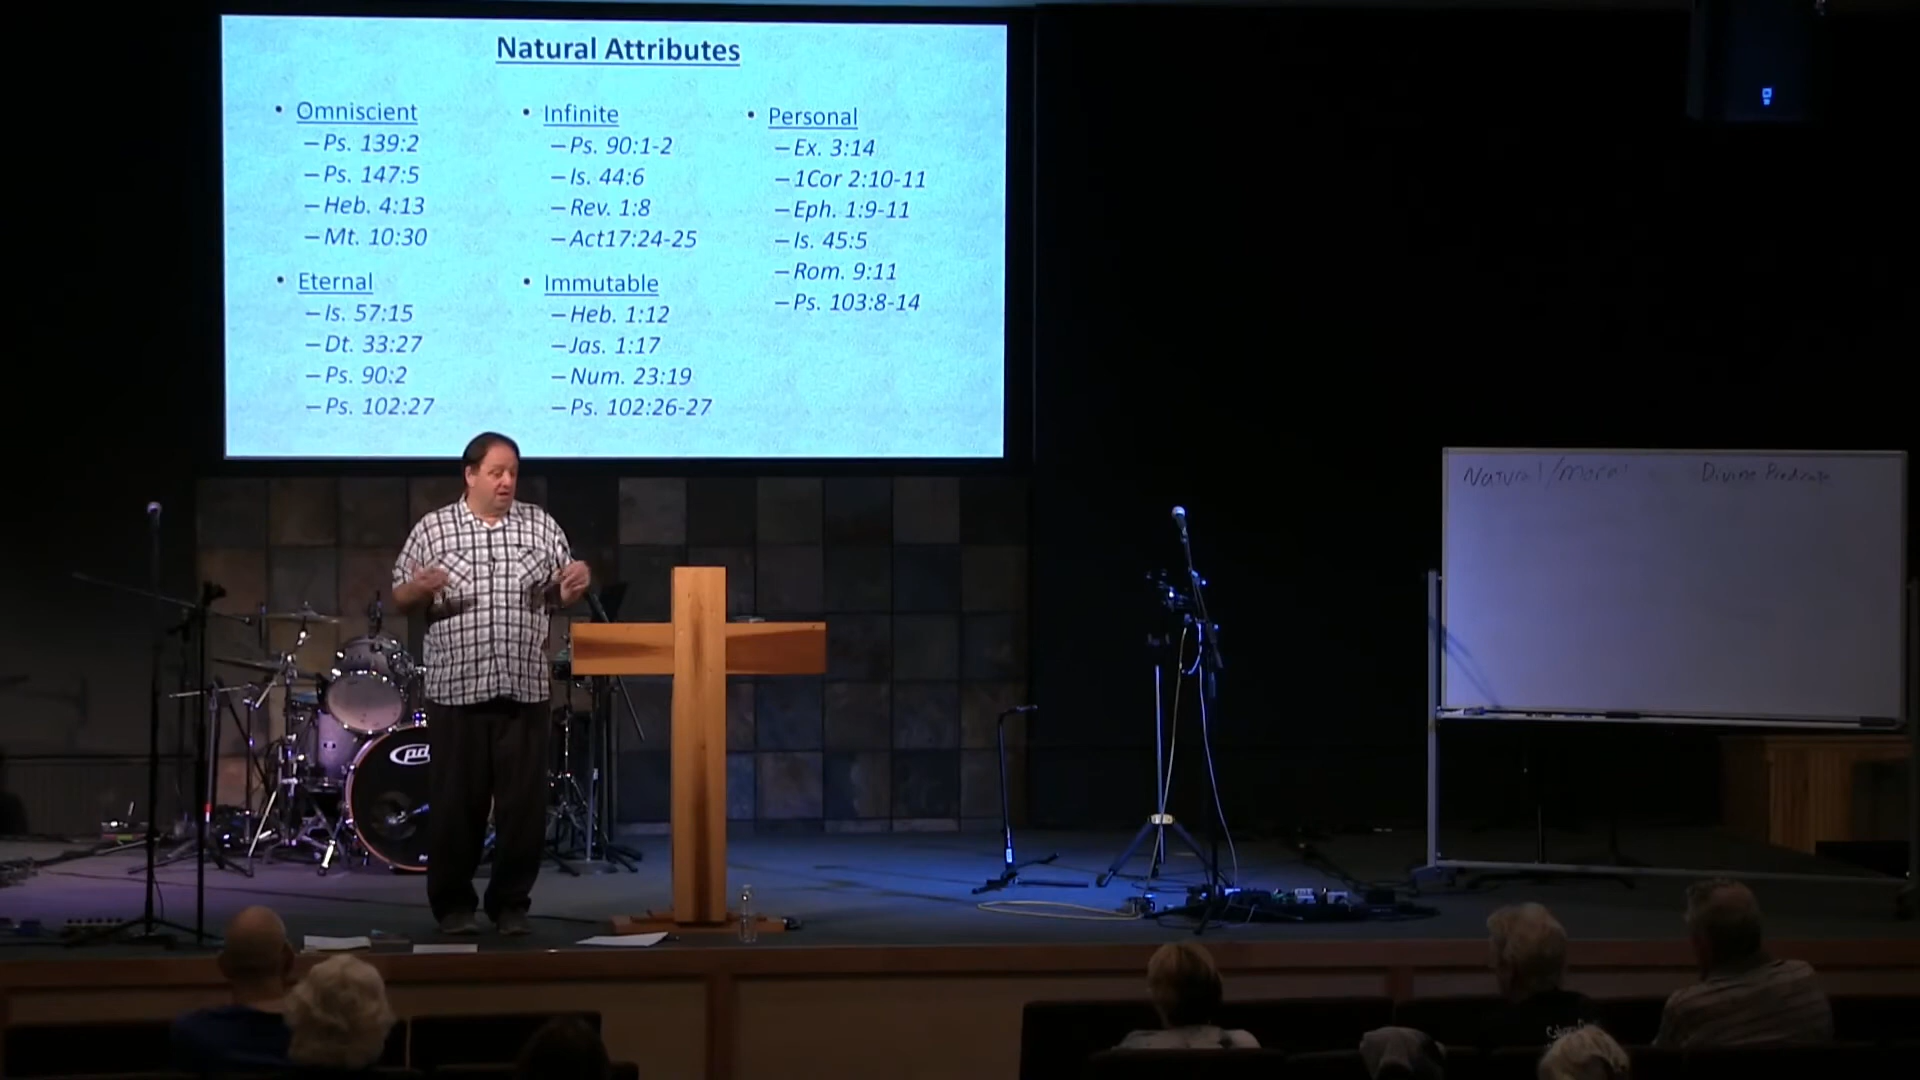 Natural Attributes
• Omniscient
– Ps. 139:2
– Ps. 147:5
– Heb. 4:13
– Mt. 10:30
• Eternal
– Is. 57:15
– Dt. 33:27
– Ps. 90:2
– Ps. 102:27
• Infinite
– Ps. 90:1-2
– Is. 44:6
– Rev. 1:8
– Act17:24-25
• Immutable
– Heb. 1:12
– Jas. 1:17
– Num. 23:19
– Ps. 102:26-27
• Personal
– Ex. 3:14
– 1Cor 2:10-11
– Eph. 1:9-11
– Is. 45:5
– Rom. 9:11
– Ps. 103:8-14
Natural/moral
Divine
pd